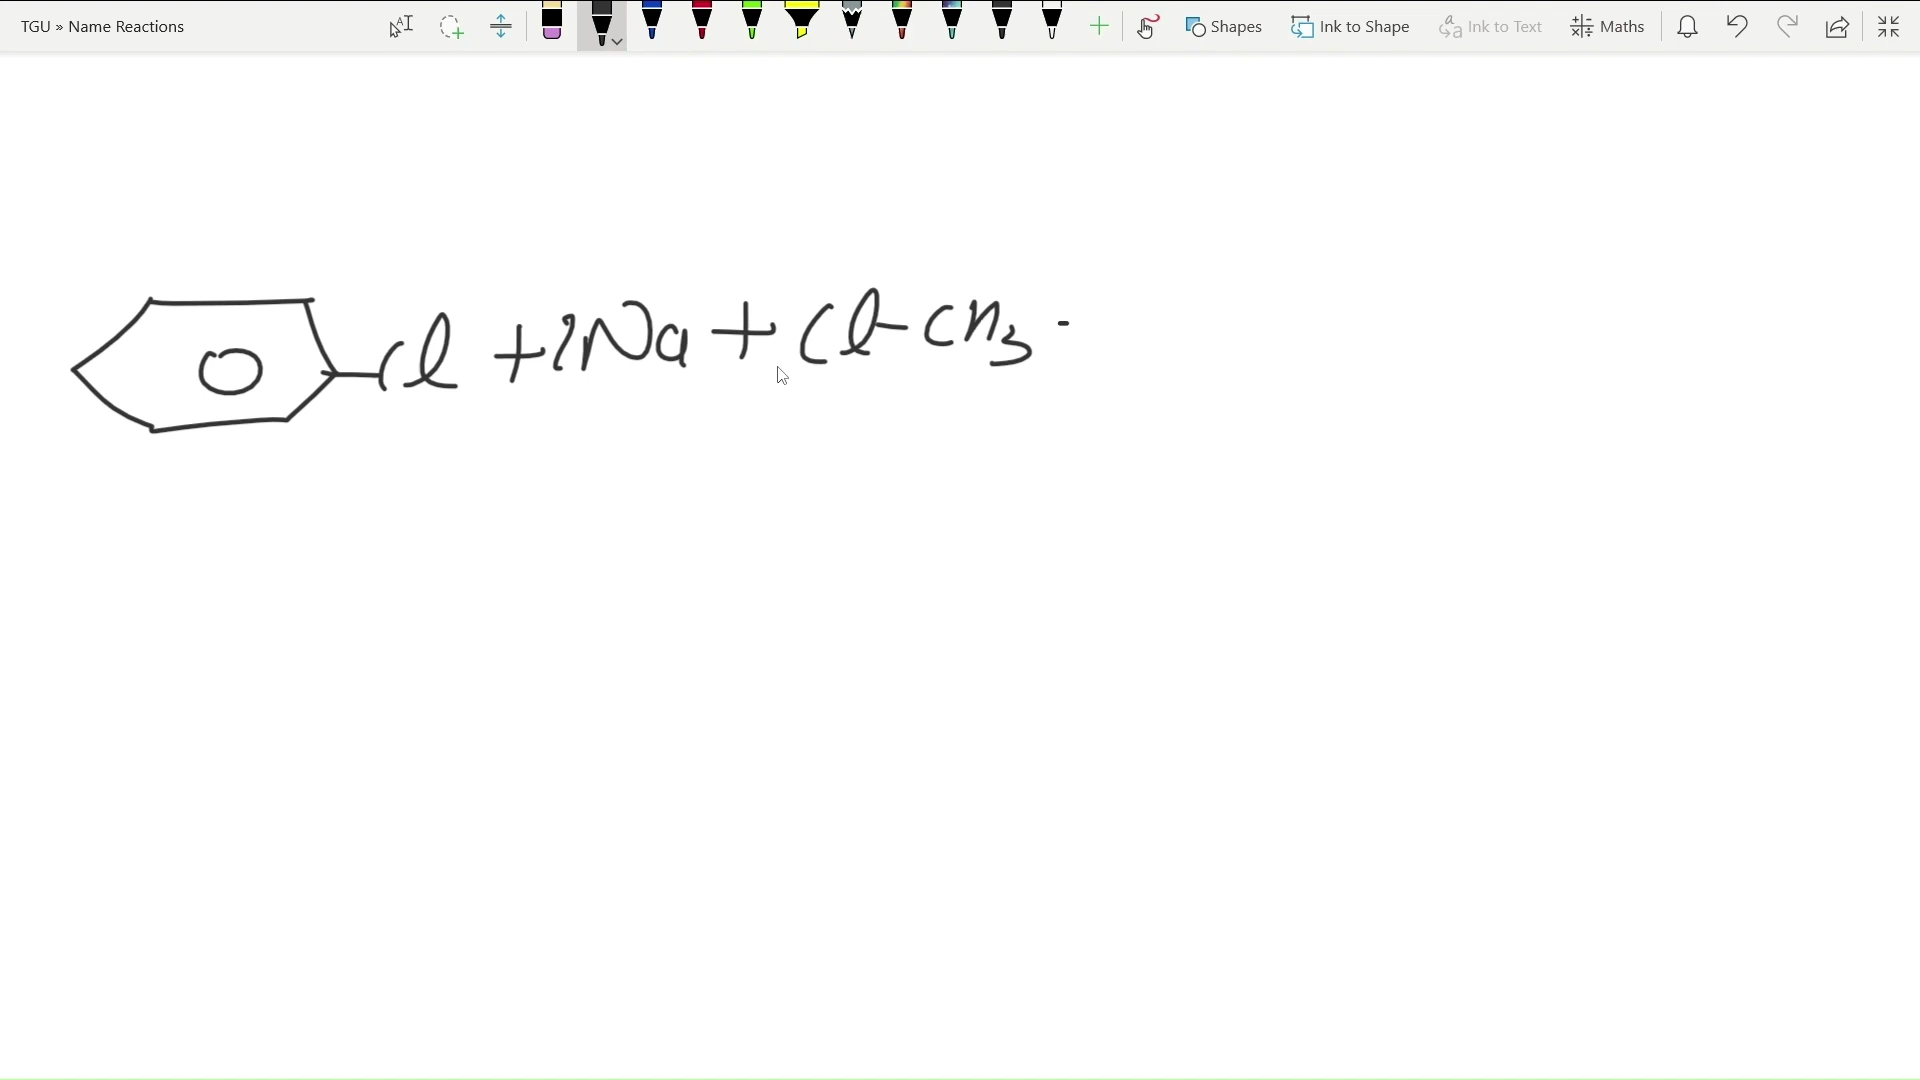 TGU » Name Reactions Shapes Ink to Shape Ink to Text Maths
Cl + 2Na + Cl-CH3 -